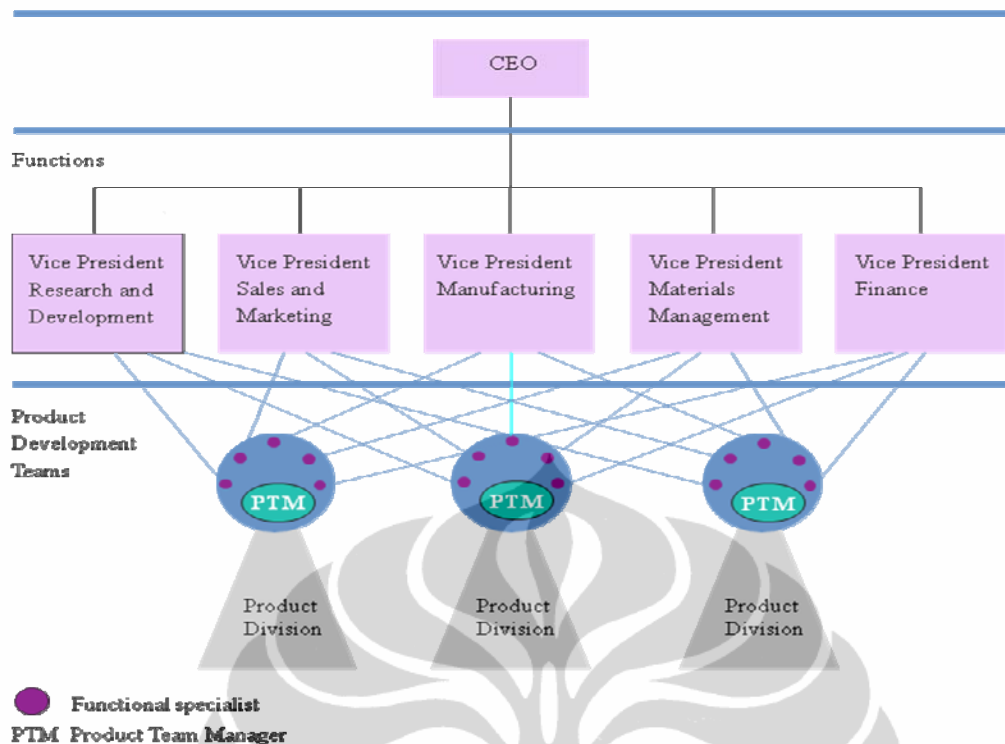 CEO
Functions
Vice President
Research and
Development
Vice President
Sales and
Marketing
Vice President
Manufacturing
Vice President
Materials
Management
Vice President
Finance
Product
Development
Teams
PTM
PTM
PTM
Product
Division
Product
Division
Product
Division
Functional specialist
PTM Product Team Manager